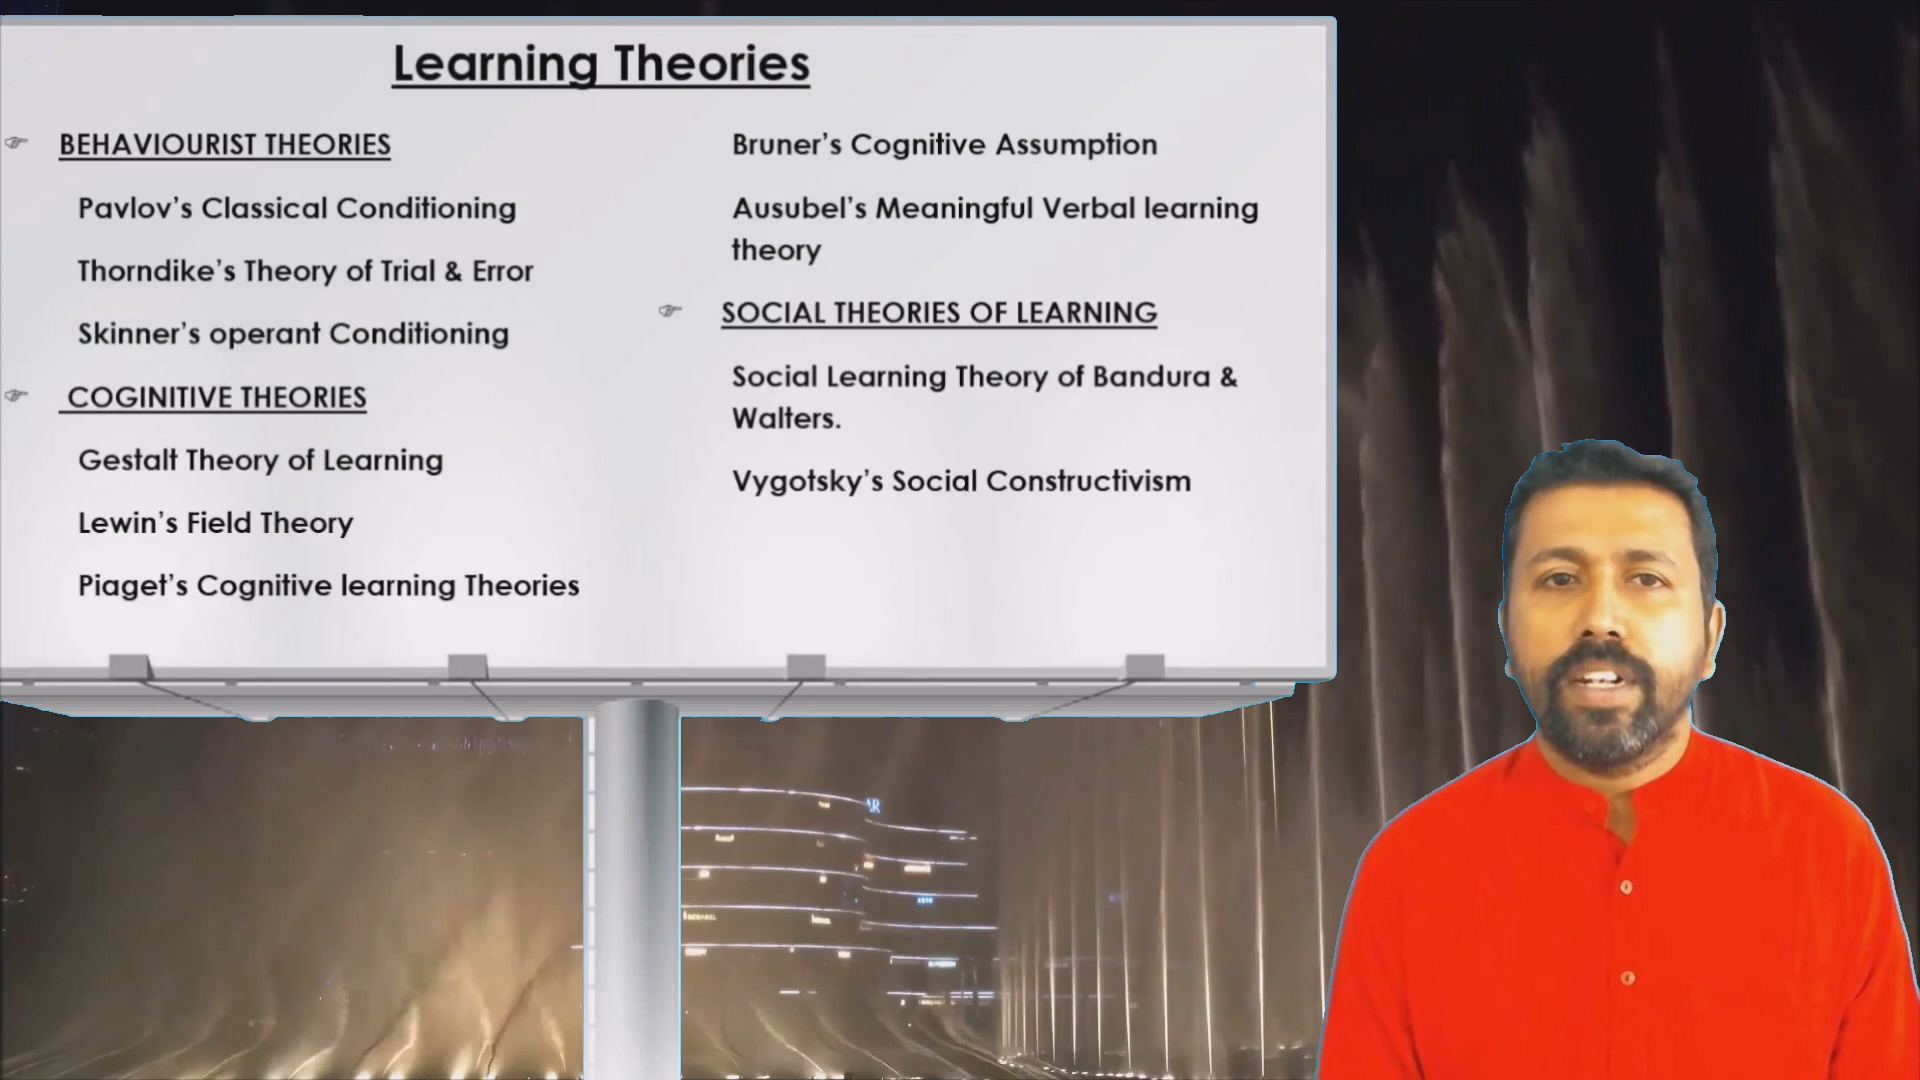 Learning Theories
BEHAVIOURIST THEORIES
Pavlov’s Classical Conditioning
Thorndike’s Theory of Trial & Error
Skinner’s operant Conditioning
COGINITIVE THEORIES
Gestalt Theory of Learning
Lewin’s Field Theory
Piaget’s Cognitive learning Theories
Bruner’s Cognitive Assumption
Ausubel’s Meaningful Verbal learning
theory
SOCIAL THEORIES OF LEARNING
Social Learning Theory of Bandura &
Walters.
Vygotsky’s Social Constructivism